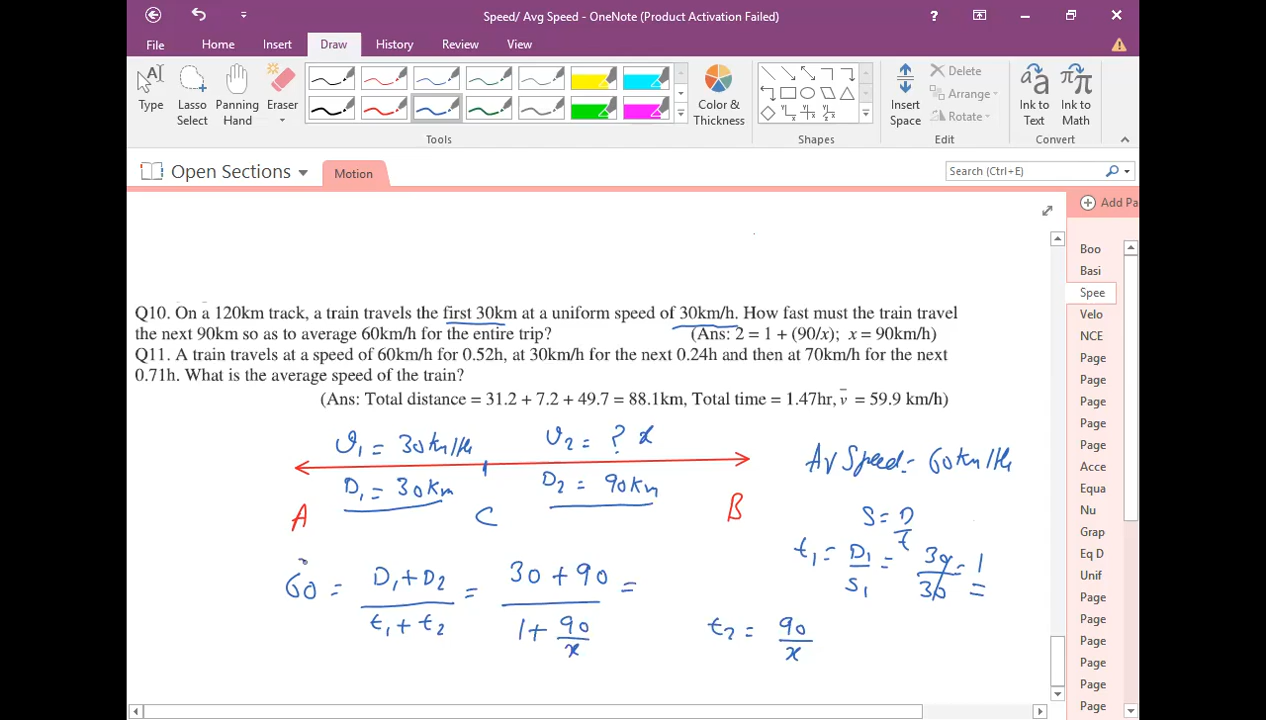 Speed/ Avg Speed - OneNote (Product Activation Failed)
?
File Home Insert Draw History Review View
Type
Lasso Select
Panning Hand
Eraser
Tools
Color & Thickness
Shapes
Insert Space
Delete
Arrange
Rotate
Edit
Ink to Text
Ink to Math
Convert
Open Sections
Motion
Search (Ctrl+E)
Add Pa
Boo
Basi
Spee
Velo
NCE
Page
Page
Page
Page
Page
Acce
Equa
Nu
Grap
Eq D
Unif
Page
Page
Page
Page
Page
Page
Q10. On a 120km track, a train travels the first 30km at a uniform speed of 30km/h. How fast must the train travel
the next 90km so as to average 60km/h for the entire trip? (Ans: 2 = 1 + (90/x); x = 90km/h)
Q11. A train travels at a speed of 60km/h for 0.52h, at 30km/h for the next 0.24h and then at 70km/h for the next
0.71h. What is the average speed of the train?
(Ans: Total distance = 31.2 + 7.2 + 49.7 = 88.1km, Total time = 1.47hr, v̄ = 59.9 km/h)
v₁ = 30km/h v₂ = ? x
D₁ = 30km D₂ = 90km
A C B
Av Speed = 60km/h
S = D/t
t₁ = D₁/S₁ = 30/30 = 1
60 = (D₁+D₂)/(t₁+t₂) = (30+90)/(1+90/x) =
t₂ = 90/x